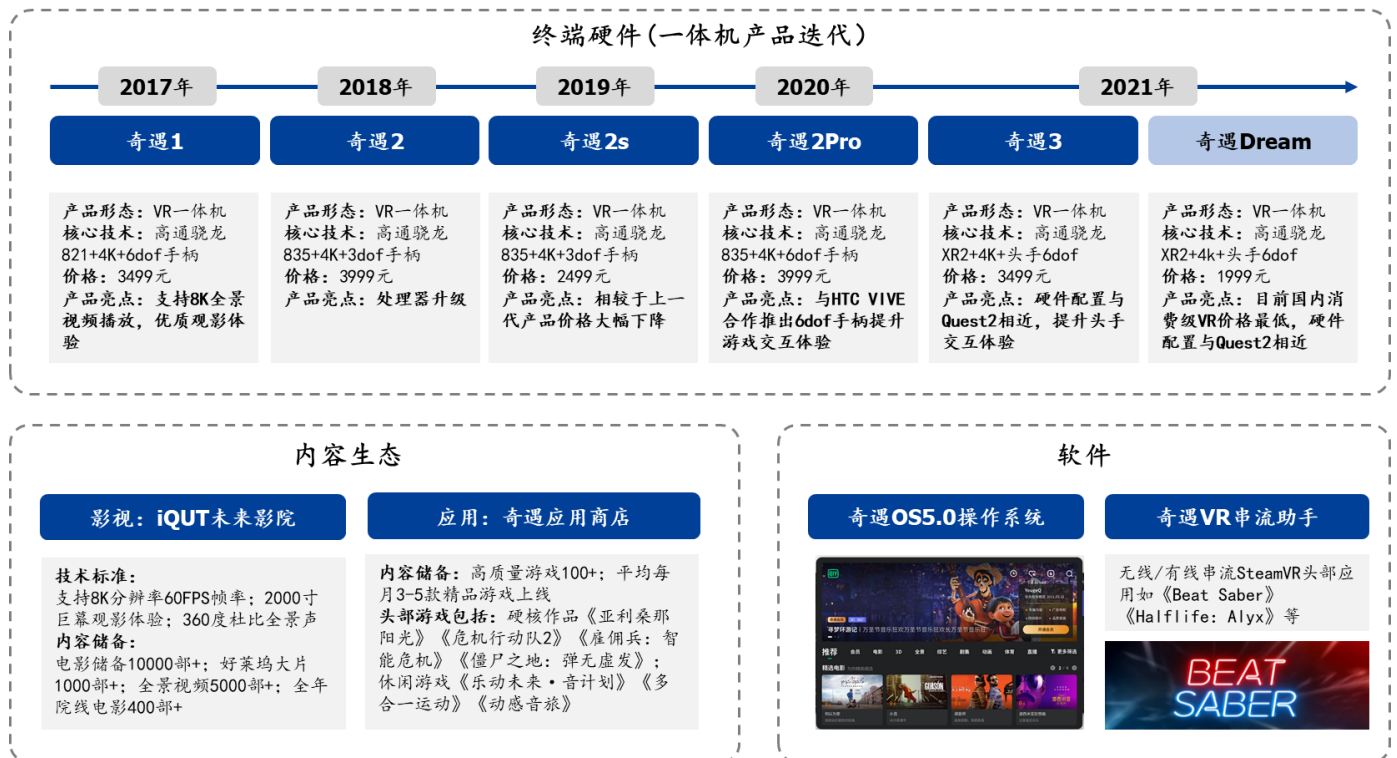 终端硬件(一体机产品迭代)
2017年
2018年
2019年
2020年
2021年
奇遇1
奇遇2
奇遇2s
奇遇2Pro
奇遇3
奇遇Dream
产品形态：VR一体机
核心技术：高通骁龙
821+4K+6dof手柄
价格：3499元
产品亮点：支持8K全景
视频播放，优质观影体
验
产品形态：VR一体机
核心技术：高通骁龙
835+4K+3dof手柄
价格：3999元
产品亮点：处理器升级
产品形态：VR一体机
核心技术：高通骁龙
835+4K+3dof手柄
价格：2499元
产品亮点：相较于上一
代产品价格大幅下降
产品形态：VR一体机
核心技术：高通骁龙
835+4K+6dof手柄
价格：3999元
产品亮点：与HTC VIVE
合作推出6dof手柄提升
游戏交互体验
产品形态：VR一体机
核心技术：高通骁龙
XR2+4K+头手6dof
价格：3499元
产品亮点：硬件配置与
Quest2相近，提升头手
交互体验
产品形态：VR一体机
核心技术：高通骁龙
XR2+4k+头手6dof
价格：1999元
产品亮点：目前国内消
费级VR价格最低，硬件
配置与Quest2相近
内容生态
影视：iQUT未来影院
技术标准：
支持8K分辨率60FPS帧率；2000寸
巨幕观影体验；360度杜比全景声
内容储备：
电影储备10000部+；好莱坞大片
1000部+；全景视频5000部+；全年
院线电影400部+
应用：奇遇应用商店
内容储备：高质量游戏100+；平均每
月3-5款精品游戏上线
头部游戏包括：硬核作品《亚利桑那
阳光》《危机行动队2》《雇佣兵：智
能危机》《僵尸之地：弹无虚发》；
休闲游戏《乐动未来·音计划》《多
合一运动》《动感音旅》
软件
奇遇OS5.0操作系统
推荐 会员 电影 3D 全景 综艺 剧集 动画 体育 直播 更多筛选
精选电影
奇遇VR串流助手
无线/有线串流SteamVR头部应
用如《Beat Saber》
《Halflife：Alyx》等
BEAT
SABER